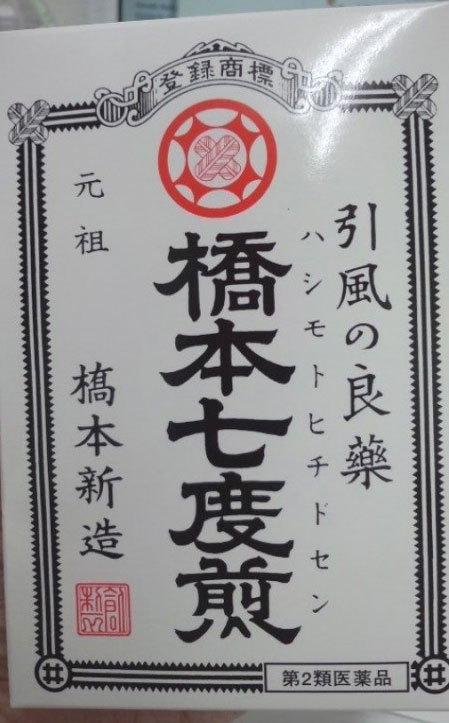 登録商標
引風の良薬
ハシモトヒチドセン
橋本七度煎
元祖
橋本新造
第2類医薬品